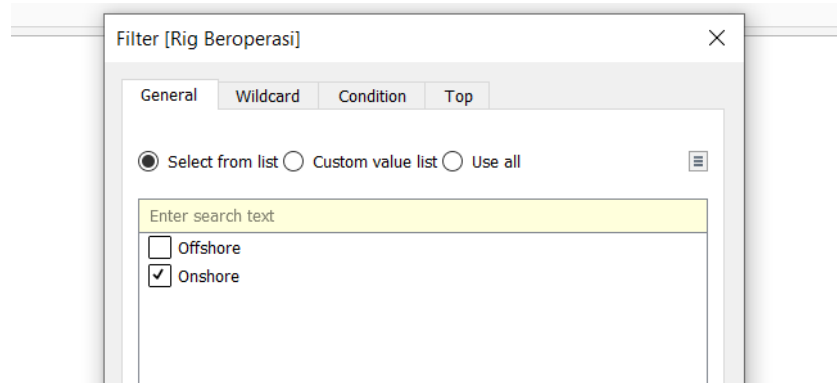 Filter [Rig Beroperasi]
General Wildcard Condition Top
Select from list Custom value list Use all
Enter search text
Offshore
Onshore